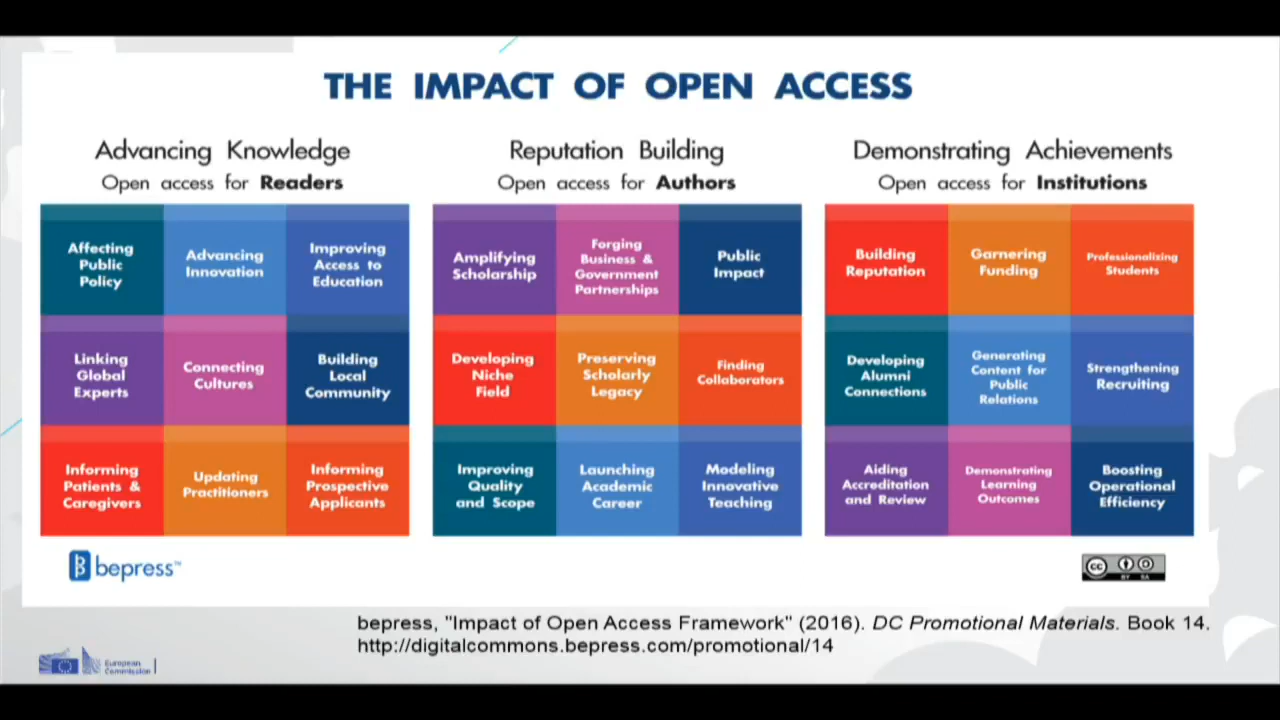 THE IMPACT OF OPEN ACCESS
Advancing Knowledge
Open access for Readers
Affecting
Public
Policy
Advancing
Innovation
Improving
Access to
Education
Linking
Global
Experts
Connecting
Cultures
Building
Local
Community
Informing
Patients &
Caregivers
Updating
Practitioners
Informing
Prospective
Applicants
Reputation Building
Open access for Authors
Amplifying
Scholarship
Forging
Business &
Government
Partnerships
Public
Impact
Developing
Niche
Field
Preserving
Scholarly
Legacy
Finding
Collaborators
Improving
Quality
and Scope
Launching
Academic
Career
Modeling
Innovative
Teaching
Demonstrating Achievements
Open access for Institutions
Building
Reputation
Garnering
Funding
Professionalizing
Students
Developing
Alumni
Connections
Generating
Content for
Public
Relations
Strengthening
Recruiting
Aiding
Accreditation
and Review
Demonstrating
Learning
Outcomes
Boosting
Operational
Efficiency
bepress™
cc
BY SA
bepress, "Impact of Open Access Framework" (2016). DC Promotional Materials. Book 14.
http://digitalcommons.bepress.com/promotional/14
European
Commission